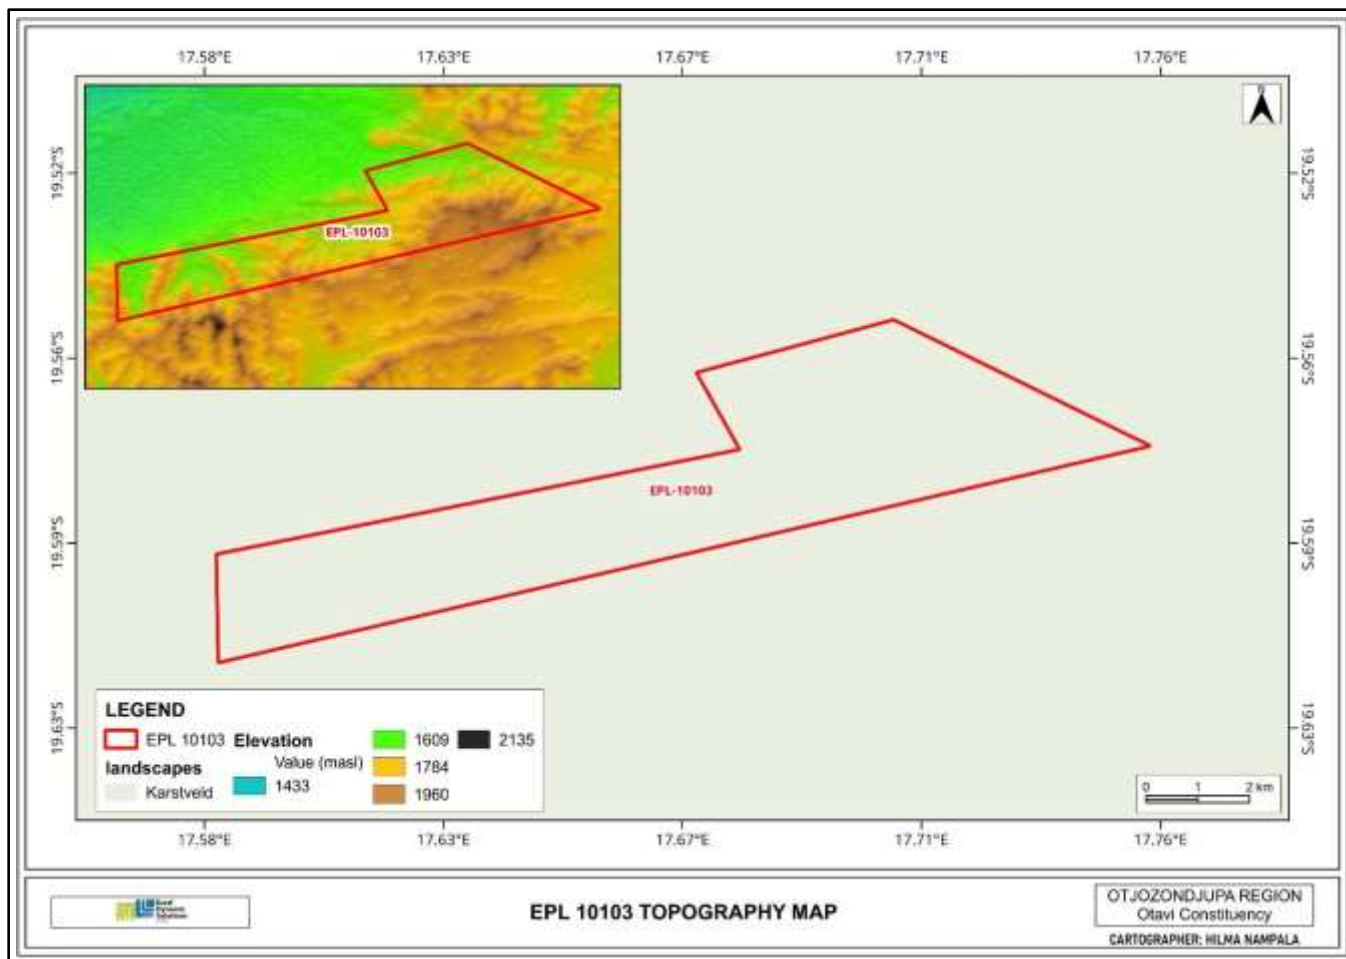 17.58°E 17.63°E 17.67°E 17.71°E 17.76°E
N
19.52°S 19.52°S
EPL-10103
19.56°S 19.56°S
EPL-10103
19.59°S 19.59°S
19.63°S 19.63°S
LEGEND
EPL 10103
landscapes
Karstveld
Elevation
Value (masl)
1433
1609
1784
1960
2135
0 1 2 km
17.58°E 17.63°E 17.67°E 17.71°E 17.76°E
EPL 10103 TOPOGRAPHY MAP
OTJOZONDJUPA REGION
Otavi Constituency
CARTOGRAPHER: HILMA NAMPALA